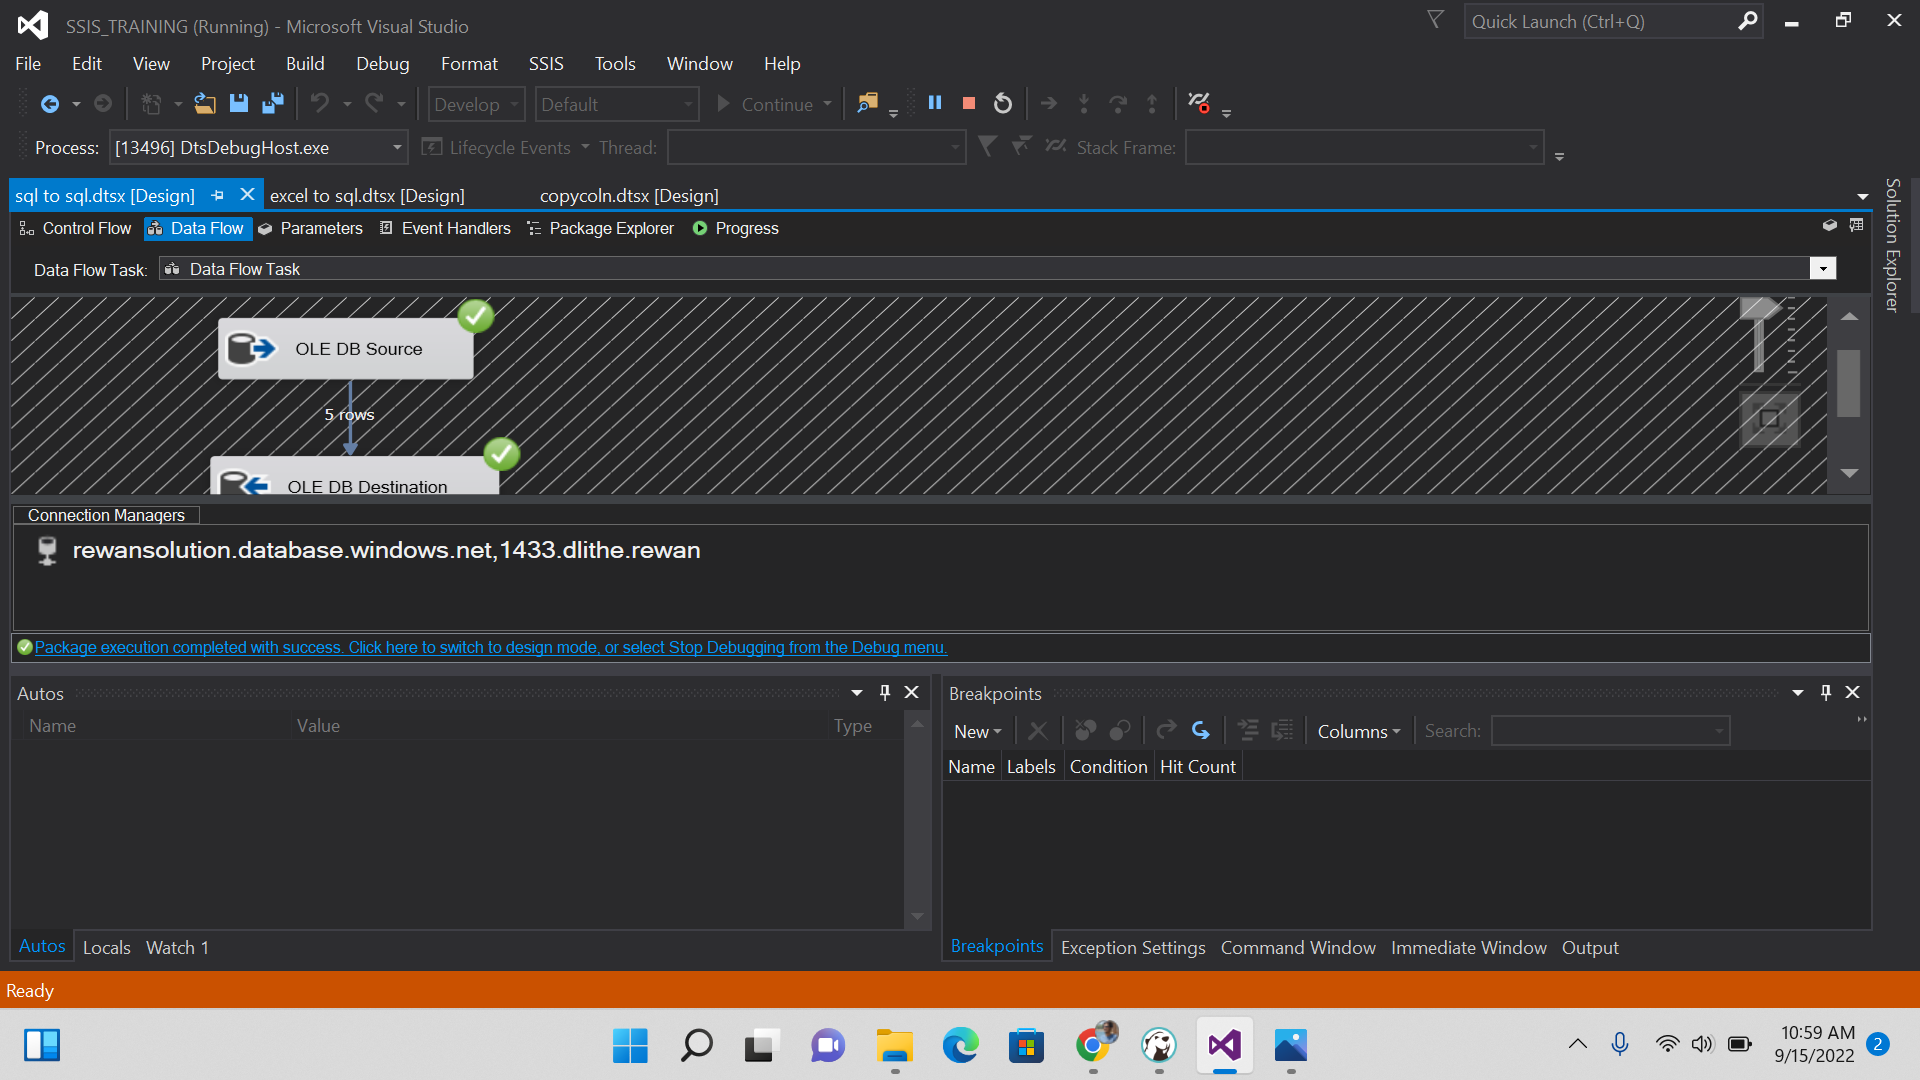 SSIS_TRAINING (Running) - Microsoft Visual Studio
Quick Launch (Ctrl+Q)
File Edit View Project Build Debug Format SSIS Tools Window Help
Develop Default Continue
Process: [13496] DtsDebugHost.exe Lifecycle Events Thread: Stack Frame:
sql to sql.dtsx [Design] excel to sql.dtsx [Design] copycoln.dtsx [Design]
Solution Explorer
Control Flow Data Flow Parameters Event Handlers Package Explorer Progress
Data Flow Task: Data Flow Task
OLE DB Source
5 rows
OLE DB Destination
Connection Managers
rewansolution.database.windows.net,1433.dlithe.rewan
Package execution completed with success. Click here to switch to design mode, or select Stop Debugging from the Debug menu.
Autos
Name Value Type
Autos Locals Watch 1
Breakpoints
New Columns Search:
Name Labels Condition Hit Count
Breakpoints Exception Settings Command Window Immediate Window Output
Ready
10:59 AM
9/15/2022
2